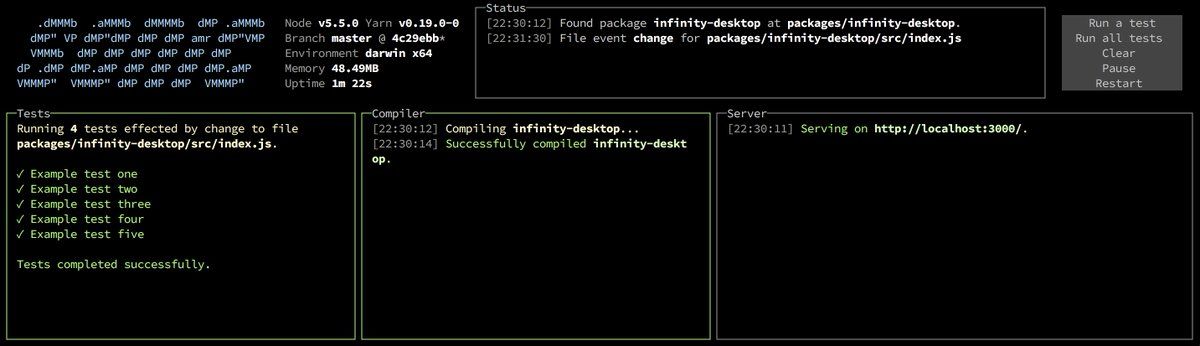 .dMMMb  .aMMMb  dMMMMb  dMP .aMMMb
dMP" VP dMP"dMP dMP dMP amr dMP"VMP
VMMMb  dMP dMP dMP dMP dMP dMP
dP .dMP dMP.aMP dMP dMP dMP dMP.aMP
VMMMP"  VMMMP" dMP dMP dMP  VMMMP"
Node v5.5.0 Yarn v0.19.0-0
Branch master @ 4c29ebb*
Environment darwin x64
Memory 48.49MB
Uptime 1m 22s
Status
[22:30:12] Found package infinity-desktop at packages/infinity-desktop.
[22:31:30] File event change for packages/infinity-desktop/src/index.js
Run a test
Run all tests
Clear
Pause
Restart
Tests
Running 4 tests effected by change to file
packages/infinity-desktop/src/index.js.
✓ Example test one
✓ Example test two
✓ Example test three
✓ Example test four
✓ Example test five
Tests completed successfully.
Compiler
[22:30:12] Compiling infinity-desktop...
[22:30:14] Successfully compiled infinity-deskt
op.
Server
[22:30:11] Serving on http://localhost:3000/.